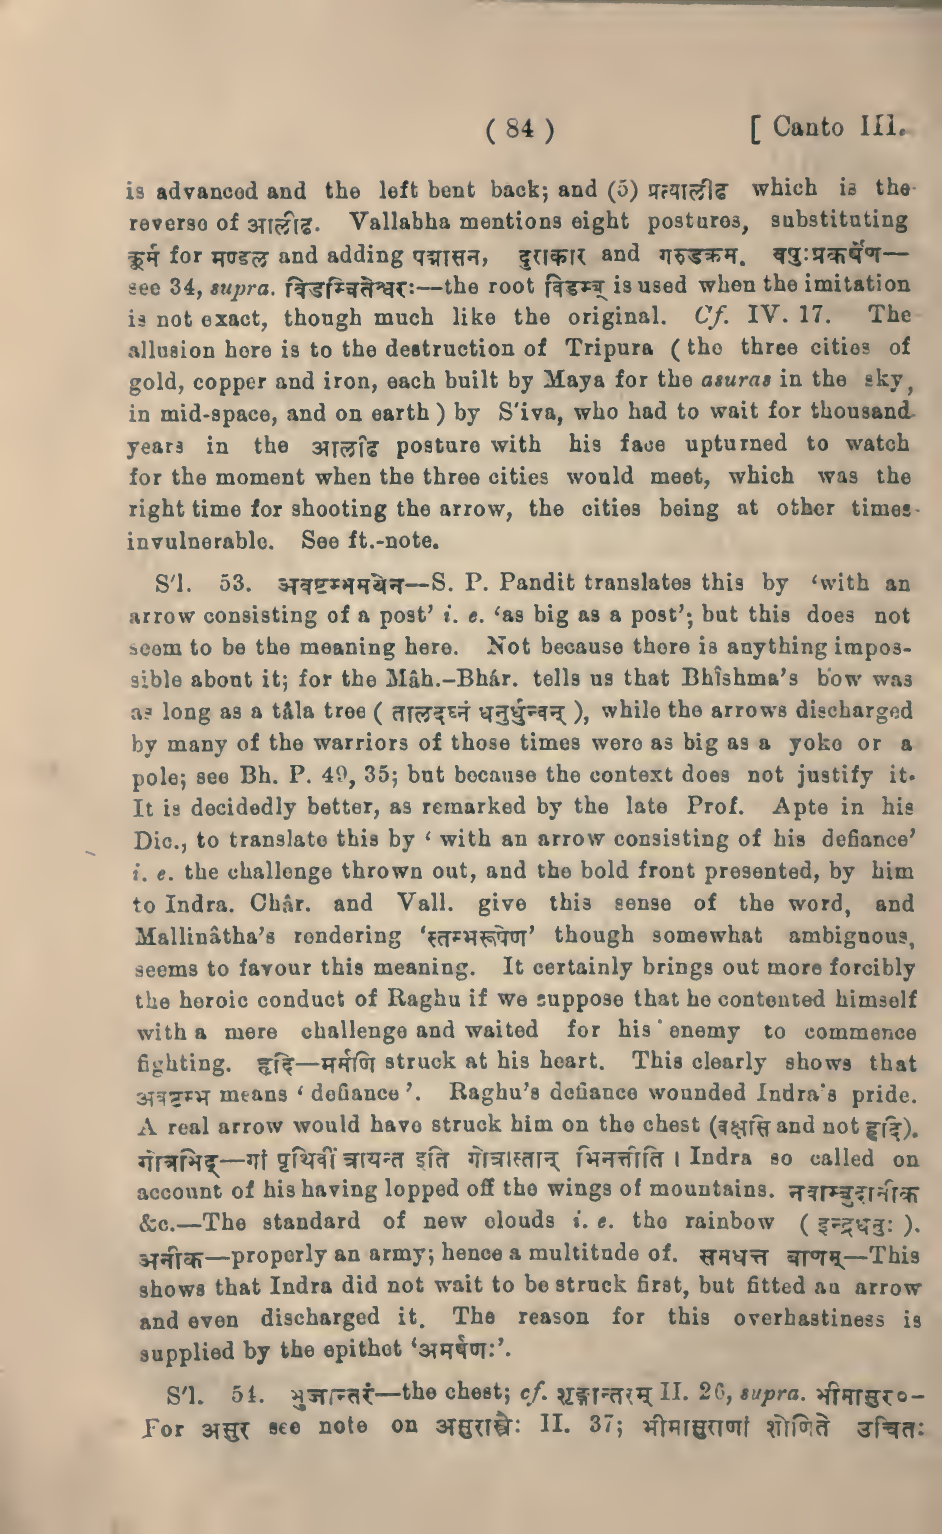 ( 84 ) [ Canto III.
is advanced and the left bent back; and (5) प्रत्यालीढ which is the
reverse of आलीढ. Vallabha mentions eight postures, substituting
कूर्म for मण्डल and adding पद्मासन, दुराकार and गरुडक्रम. वपुःप्रकर्षेण—
see 34, supra. विडम्बितेश्वरः—the root विडम्ब् is used when the imitation
is not exact, though much like the original. Cf. IV. 17. The
allusion here is to the destruction of Tripura ( the three cities of
gold, copper and iron, each built by Maya for the asuras in the sky,
in mid-space, and on earth ) by S'iva, who had to wait for thousand
years in the आलीढ posture with his face upturned to watch
for the moment when the three cities would meet, which was the
right time for shooting the arrow, the cities being at other times
invulnerable. See ft.-note.
S'l. 53. अवष्टम्भमयेन—S. P. Pandit translates this by ‘with an
arrow consisting of a post’ i. e. ‘as big as a post’; but this does not
seem to be the meaning here. Not because there is anything impos-
sible about it; for the Mâh.-Bhár. tells us that Bhîshma's bow was
as long as a tâla tree ( तालदघ्नं धनुर्धुन्वन् ), while the arrows discharged
by many of the warriors of those times were as big as a yoke or a
pole; see Bh. P. 49, 35; but because the context does not justify it.
It is decidedly better, as remarked by the late Prof. Apte in his
Dic., to translate this by ‘ with an arrow consisting of his defiance’
i. e. the challenge thrown out, and the bold front presented, by him
to Indra. Châr. and Vall. give this sense of the word, and
Mallinâtha's rendering ‘स्तम्भरूपेण’ though somewhat ambiguous,
seems to favour this meaning. It certainly brings out more forcibly
the heroic conduct of Raghu if we suppose that he contented himself
with a mere challenge and waited for his enemy to commence
fighting. हृदि—मर्मणि struck at his heart. This clearly shows that
अवष्टम्भ means ‘ defiance ’. Raghu's defiance wounded Indra's pride.
A real arrow would have struck him on the chest (वक्षसि and not हृदि).
गोत्रभिद्—गां पृथिवीं त्रायन्त इति गोत्रास्तान् भिनत्तीति । Indra so called on
account of his having lopped off the wings of mountains. नवाम्बुदानीक
&c.—The standard of new clouds i. e. the rainbow ( इन्द्रधनुः ).
अनीक—properly an army; hence a multitude of. समधत्त बाणम्—This
shows that Indra did not wait to be struck first, but fitted an arrow
and even discharged it. The reason for this overhastiness is
supplied by the epithet ‘अमर्षणः’.
S'l. 54. भुजान्तरं—the chest; cf. शृङ्गान्तरम् II. 26, supra. भीमासुर०-
For असुर see note on असुरास्त्रैः II. 37; भीमासुराणां शोणिते उचितः